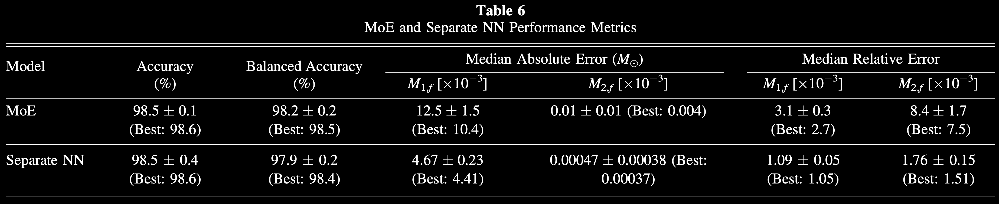 Table 6
MoE and Separate NN Performance Metrics
Model Accuracy (%) Balanced Accuracy (%) Median Absolute Error (M⊙) Median Relative Error
M1,f [×10−3] M2,f [×10−3] M1,f [×10−3] M2,f [×10−3]
MoE 98.5 ± 0.1 98.2 ± 0.2 12.5 ± 1.5 0.01 ± 0.01 (Best: 0.004) 3.1 ± 0.3 8.4 ± 1.7
(Best: 98.6) (Best: 98.5) (Best: 10.4) (Best: 2.7) (Best: 7.5)
Separate NN 98.5 ± 0.4 97.9 ± 0.2 4.67 ± 0.23 0.00047 ± 0.00038 (Best: 1.09 ± 0.05 1.76 ± 0.15
(Best: 98.6) (Best: 98.4) (Best: 4.41) 0.00037) (Best: 1.05) (Best: 1.51)